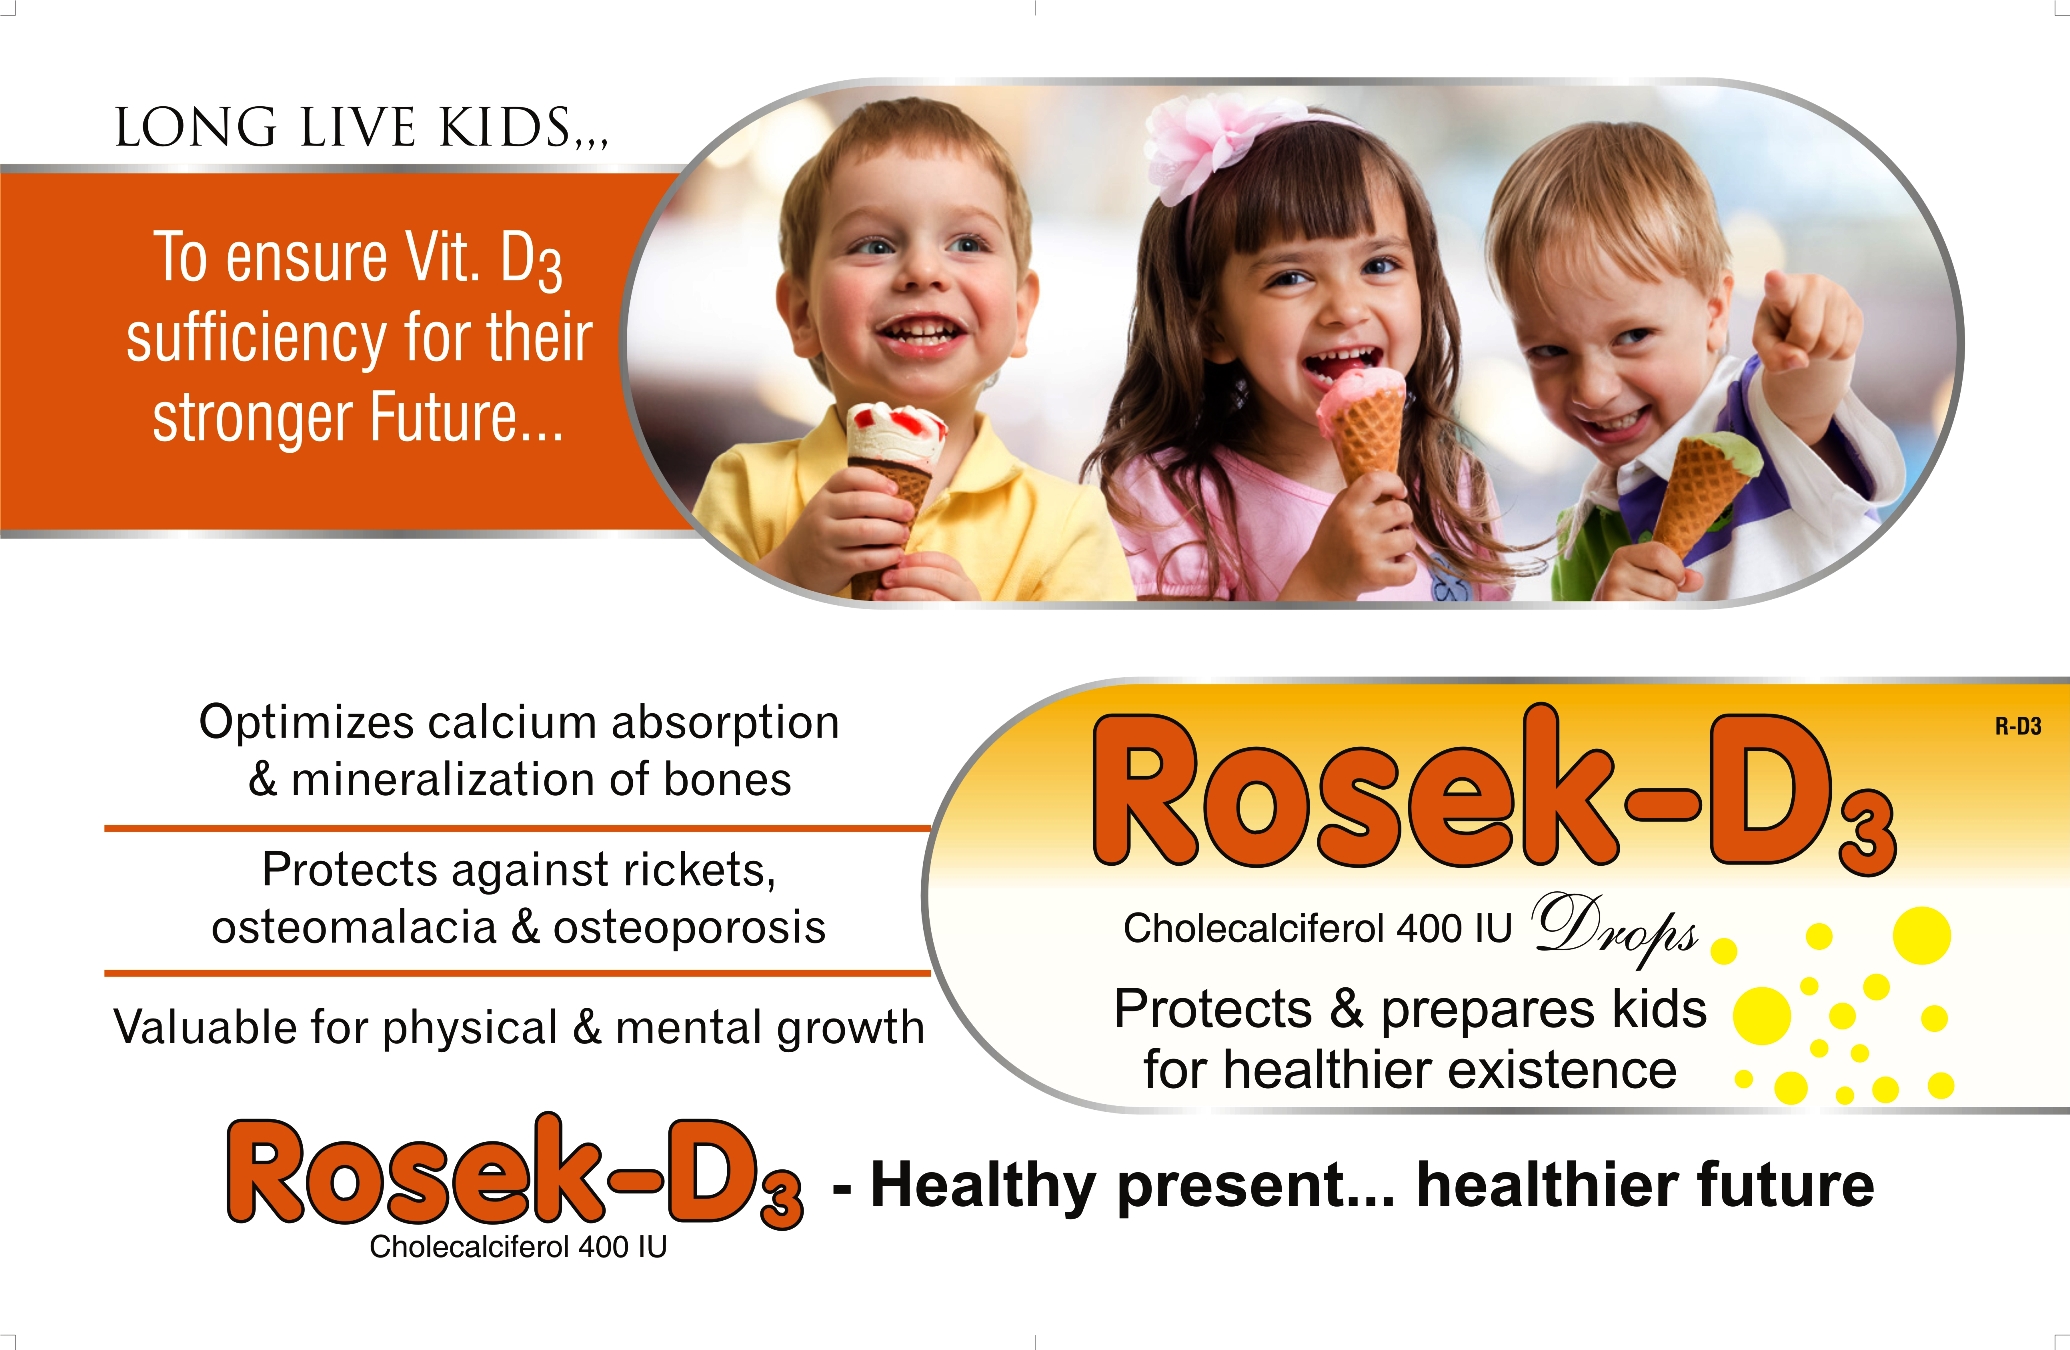 LONG LIVE KIDS,,,
To ensure Vit. D3
sufficiency for their
stronger Future...
Optimizes calcium absorption
& mineralization of bones
Protects against rickets,
osteomalacia & osteoporosis
Valuable for physical & mental growth
R-D3
Rosek-D3
Cholecalciferol 400 IU Drops
Protects & prepares kids
for healthier existence
Rosek-D3 - Healthy present... healthier future
Cholecalciferol 400 IU